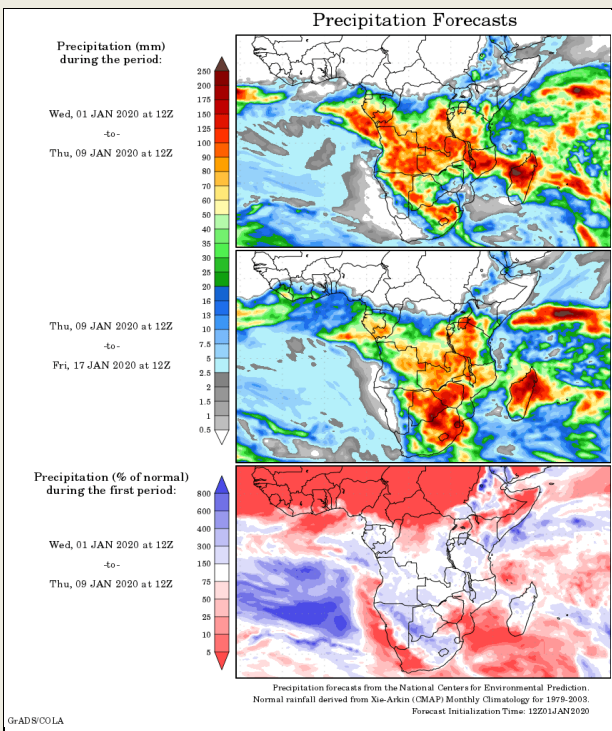 Precipitation Forecasts
Precipitation (mm)
during the period:
Wed, 01 JAN 2020 at 12Z
-to-
Thu, 09 JAN 2020 at 12Z
250
200
175
150
125
100
90
80
70
60
50
40
35
30
25
20
16
13
10
7.5
5
2.5
2
1.5
1
0.5
Thu, 09 JAN 2020 at 12Z
-to-
Fri, 17 JAN 2020 at 12Z
Precipitation (% of normal)
during the first period:
Wed, 01 JAN 2020 at 12Z
-to-
Thu, 09 JAN 2020 at 12Z
800
600
400
300
150
75
50
25
10
5
Precipitation forecasts from the National Centers for Environmental Prediction.
Normal rainfall derived from Xie-Arkin (CMAP) Monthly Climatology for 1979-2003.
Forecast Initialization Time: 12Z01JAN2020
GrADS/COLA